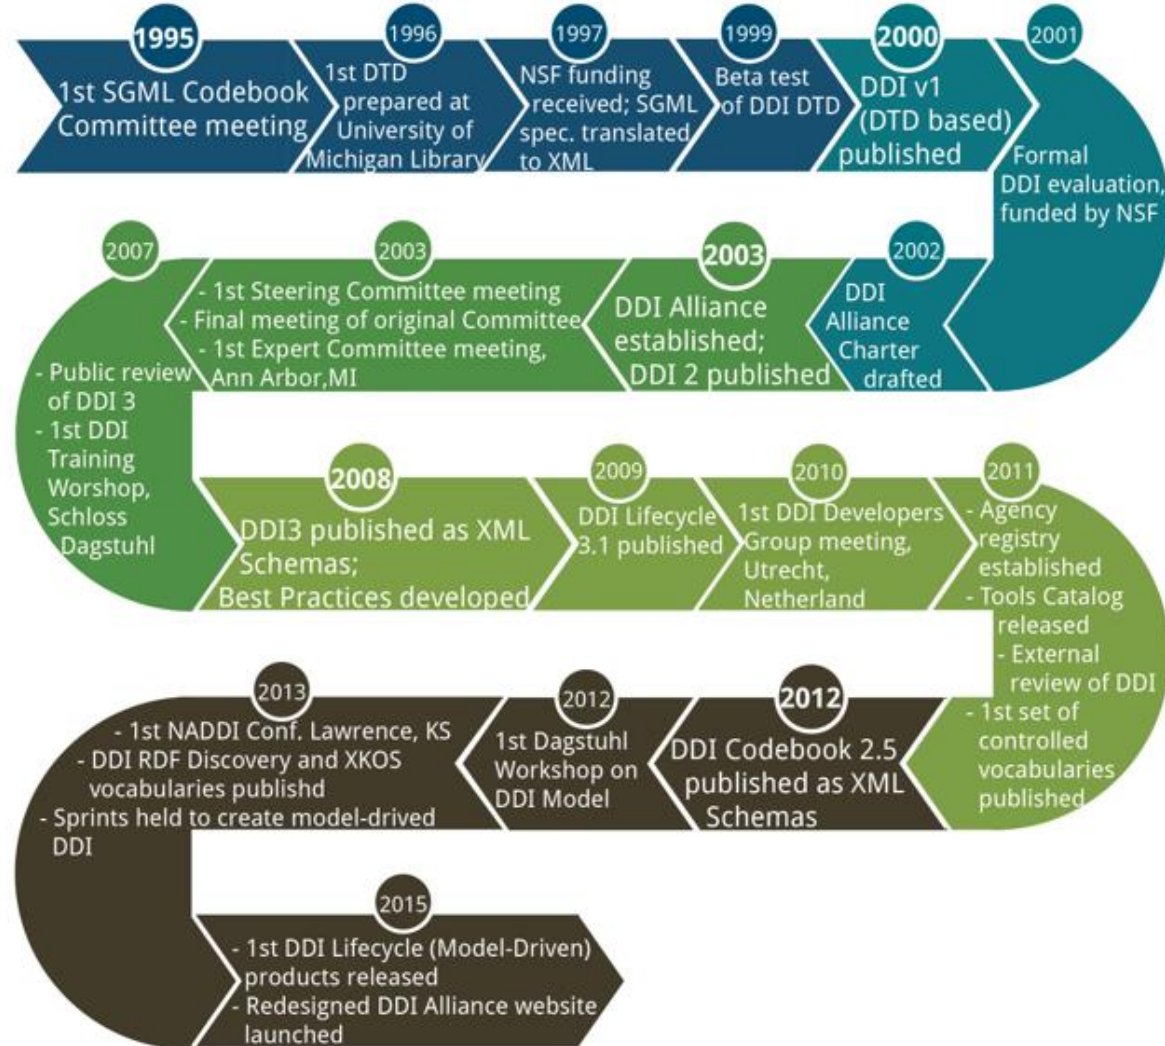 1995
1st SGML Codebook
Committee meeting
1996
1st DTD
prepared at
University of
Michigan Library
1997
NSF funding
received; SGML
spec. translated
to XML
1999
Beta test
of DDI DTD
2000
DDI v1
(DTD based)
published
2001
Formal
DDI evaluation,
funded by NSF
2002
DDI
Alliance
Charter
drafted
2003
DDI Alliance
established;
DDI 2 published
2003
- 1st Steering Committee meeting
- Final meeting of original Committee
- 1st Expert Committee meeting,
Ann Arbor,MI
2007
- Public review
of DDI 3
- 1st DDI
Training
Worshop,
Schloss
Dagstuhl
2008
DDI3 published as XML
Schemas;
Best Practices developed
2009
DDI Lifecycle
3.1 published
2010
1st DDI Developers
Group meeting,
Utrecht,
Netherland
2011
- Agency
registry
established
- Tools Catalog
released
- External
review of DDI
- 1st set of
controlled
vocabularies
published
2012
DDI Codebook 2.5
published as XML
Schemas
2012
1st Dagstuhl
Workshop on
DDI Model
2013
- 1st NADDI Conf. Lawrence, KS
- DDI RDF Discovery and XKOS
vocabularies publishd
- Sprints held to create model-drived
DDI
2015
- 1st DDI Lifecycle (Model-Driven)
products released
- Redesigned DDI Alliance website
launched